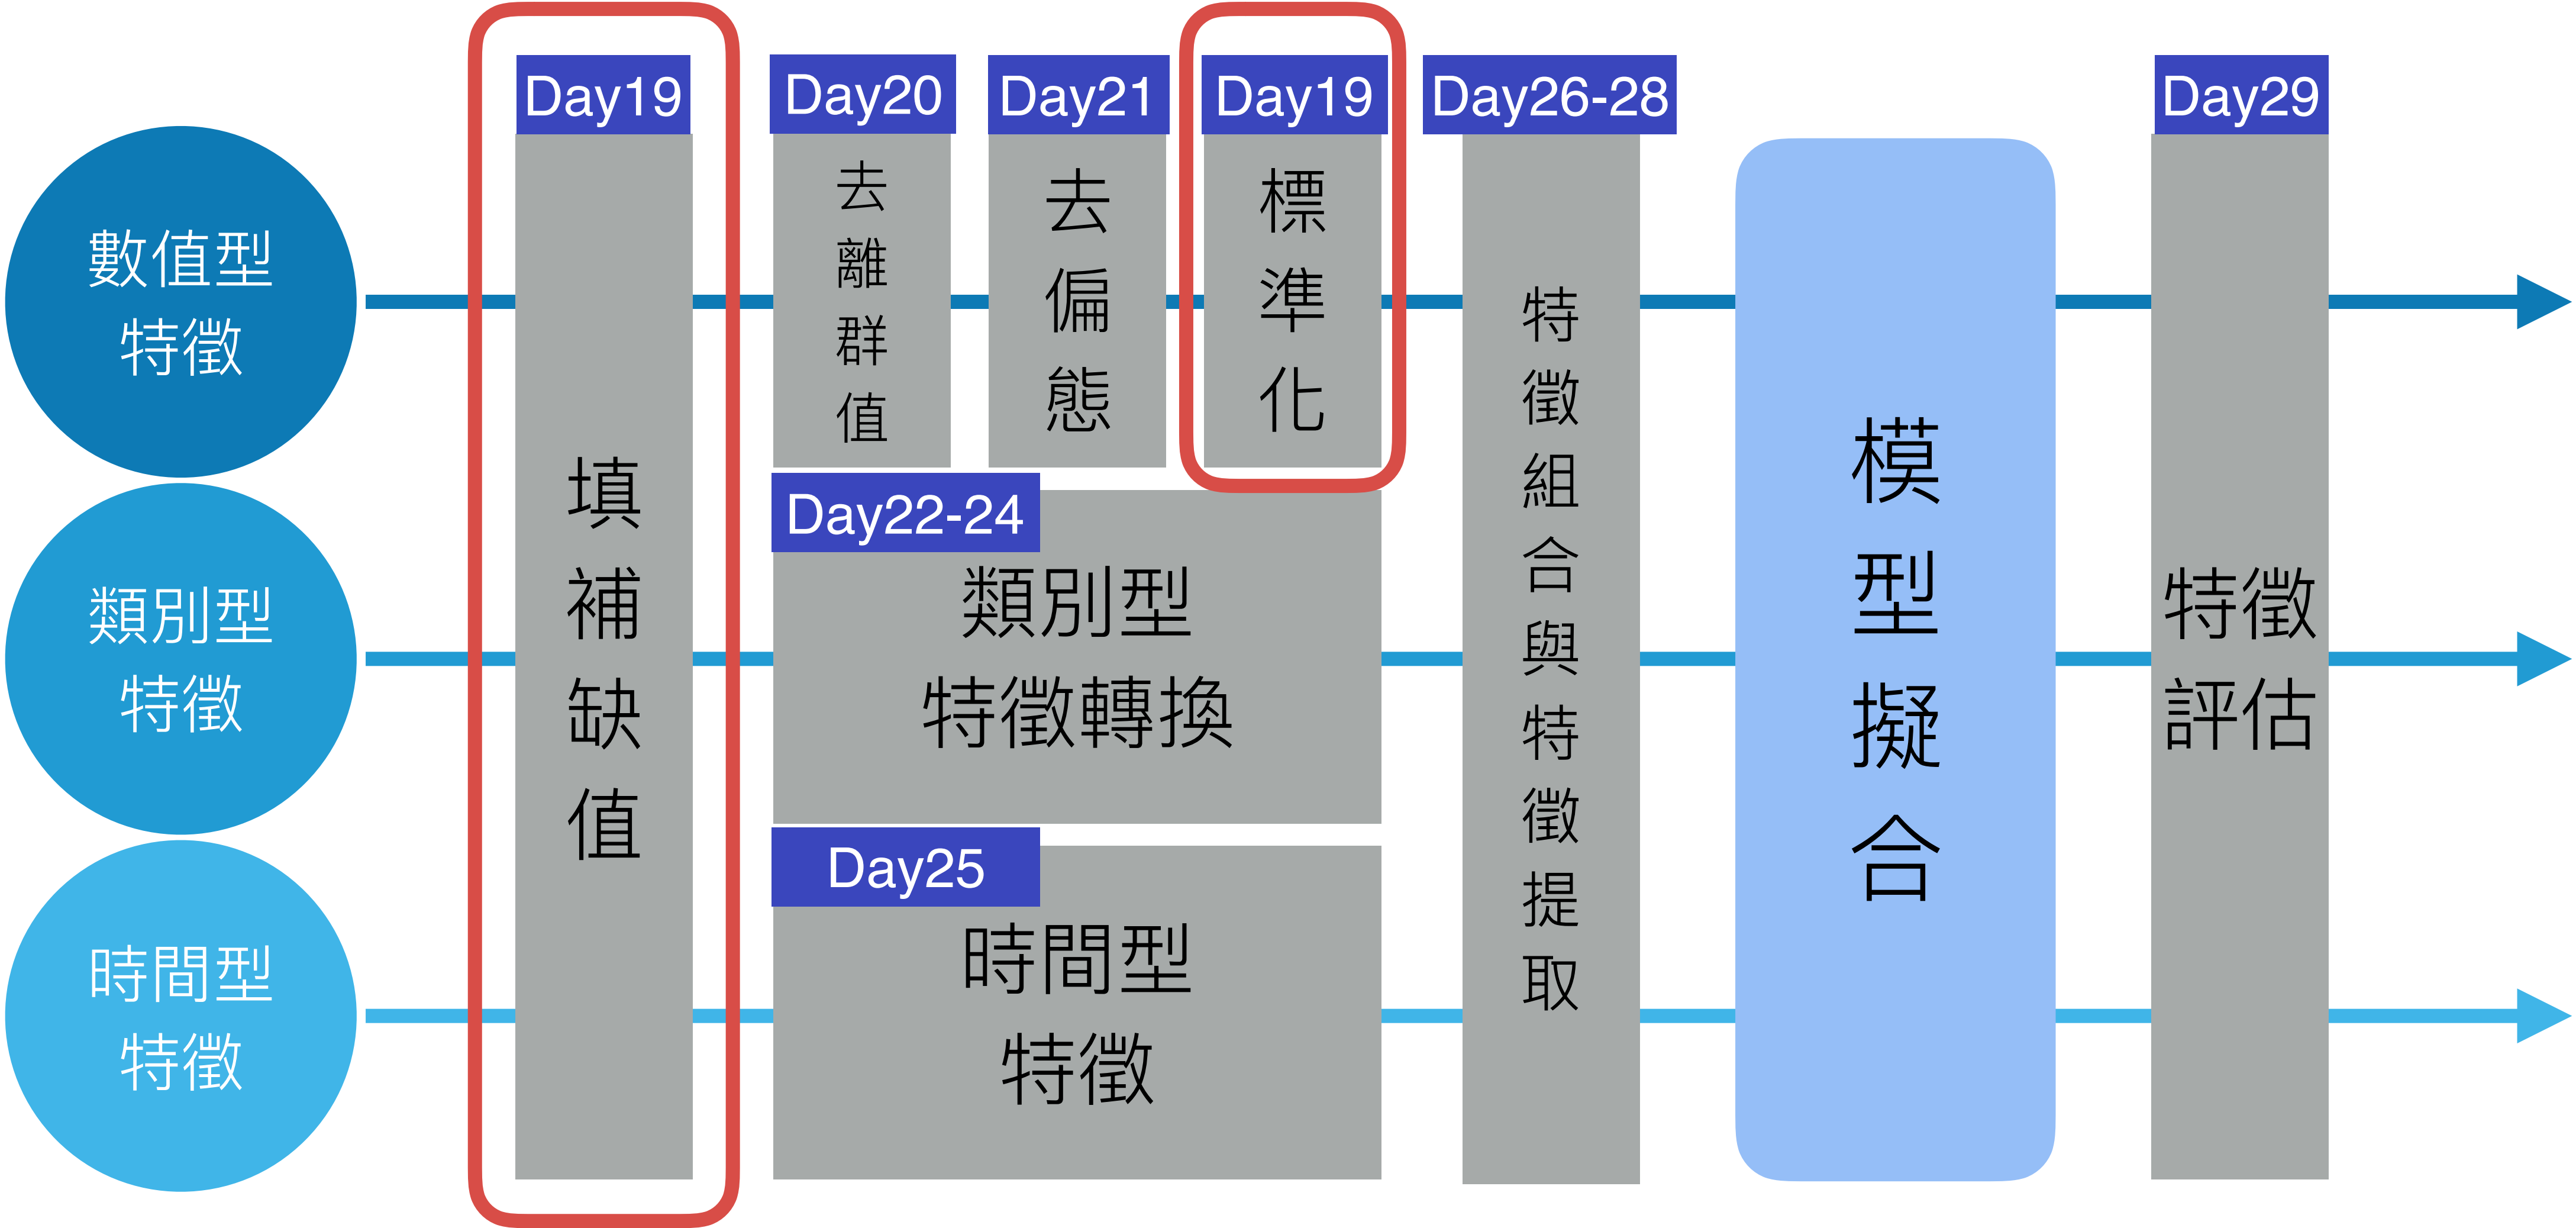 數值型
特徵
類別型
特徵
時間型
特徵
Day19
填補缺值
Day20
去離群值
Day21
去偏態
Day19
標準化
Day22-24
類別型
特徵轉換
Day25
時間型
特徵
Day26-28
特徵組合與特徵提取
模型擬合
Day29
特徵
評估